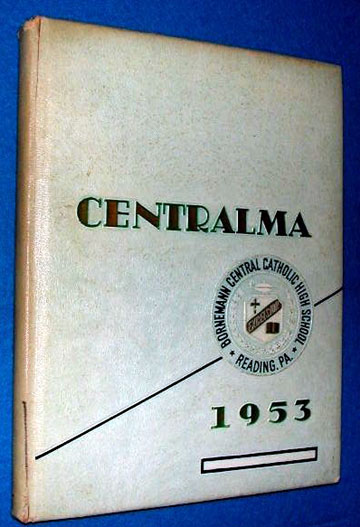 CENTRALMA
BORNEMANN CENTRAL CATHOLIC HIGH SCHOOL
★ READING, PA. ★
1953